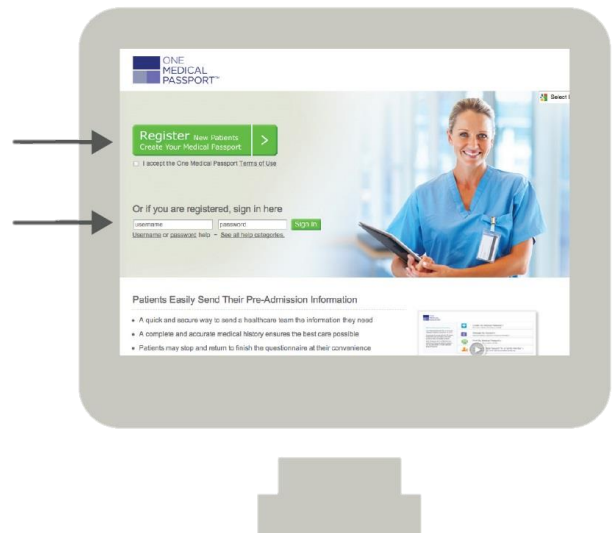 ONE
MEDICAL
PASSPORT™
Select
Register New Patients
Create Your Medical Passport >
I accept the One Medical Passport Terms of Use
Or if you are registered, sign in here
username password Sign In
Username or password help - See all help categories.
Patients Easily Send Their Pre-Admission Information
• A quick and secure way to send a healthcare team the information they need
• A complete and accurate medical history ensures the best care possible
• Patients may stop and return to finish the questionnaire at their convenience